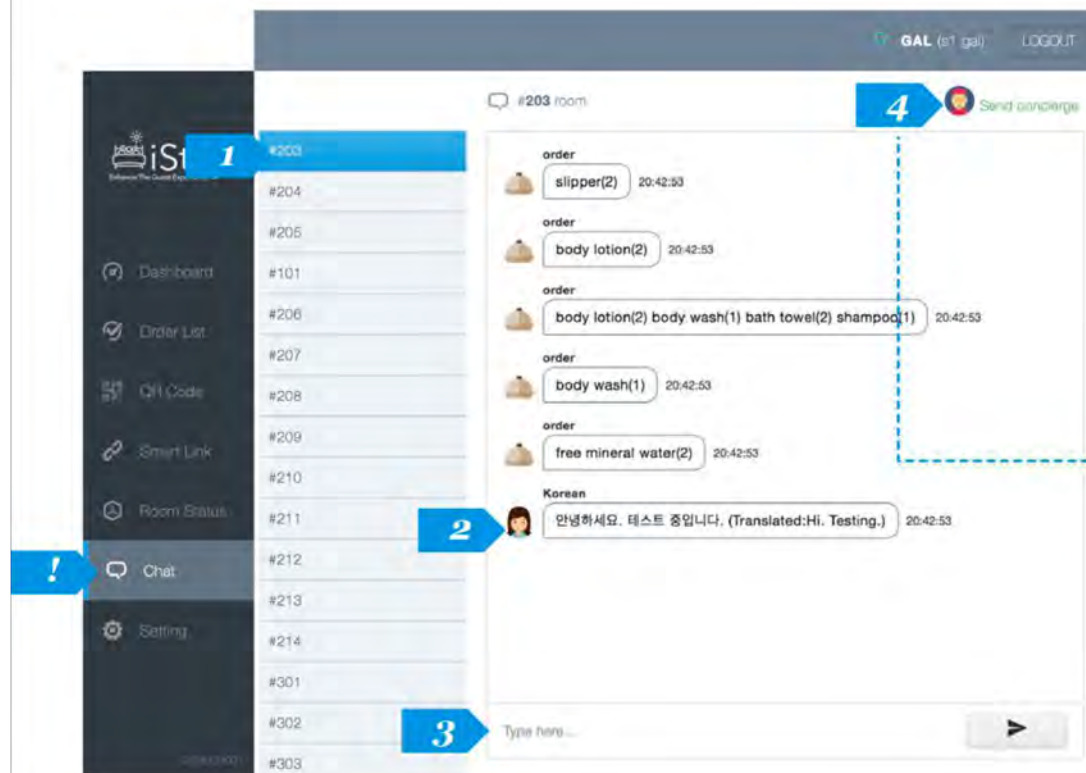 GAL (s1 gal) LOGOUT
#203 room
4 Send concierge
1 #203
#204
#205
#101
#206
#207
#208
#209
#210
#211
#212
#213
#214
#301
#302
#303
Dashboard
Order List
QR Code
Smart Link
Room Status
! Chat
Setting
order
slipper(2) 20:42:53
order
body lotion(2) 20:42:53
order
body lotion(2) body wash(1) bath towel(2) shampoo(1) 20:42:53
order
body wash(1) 20:42:53
order
free mineral water(2) 20:42:53
Korean
2 안녕하세요. 테스트 중입니다. (Translated:Hi. Testing.) 20:42:53
3 Type here...